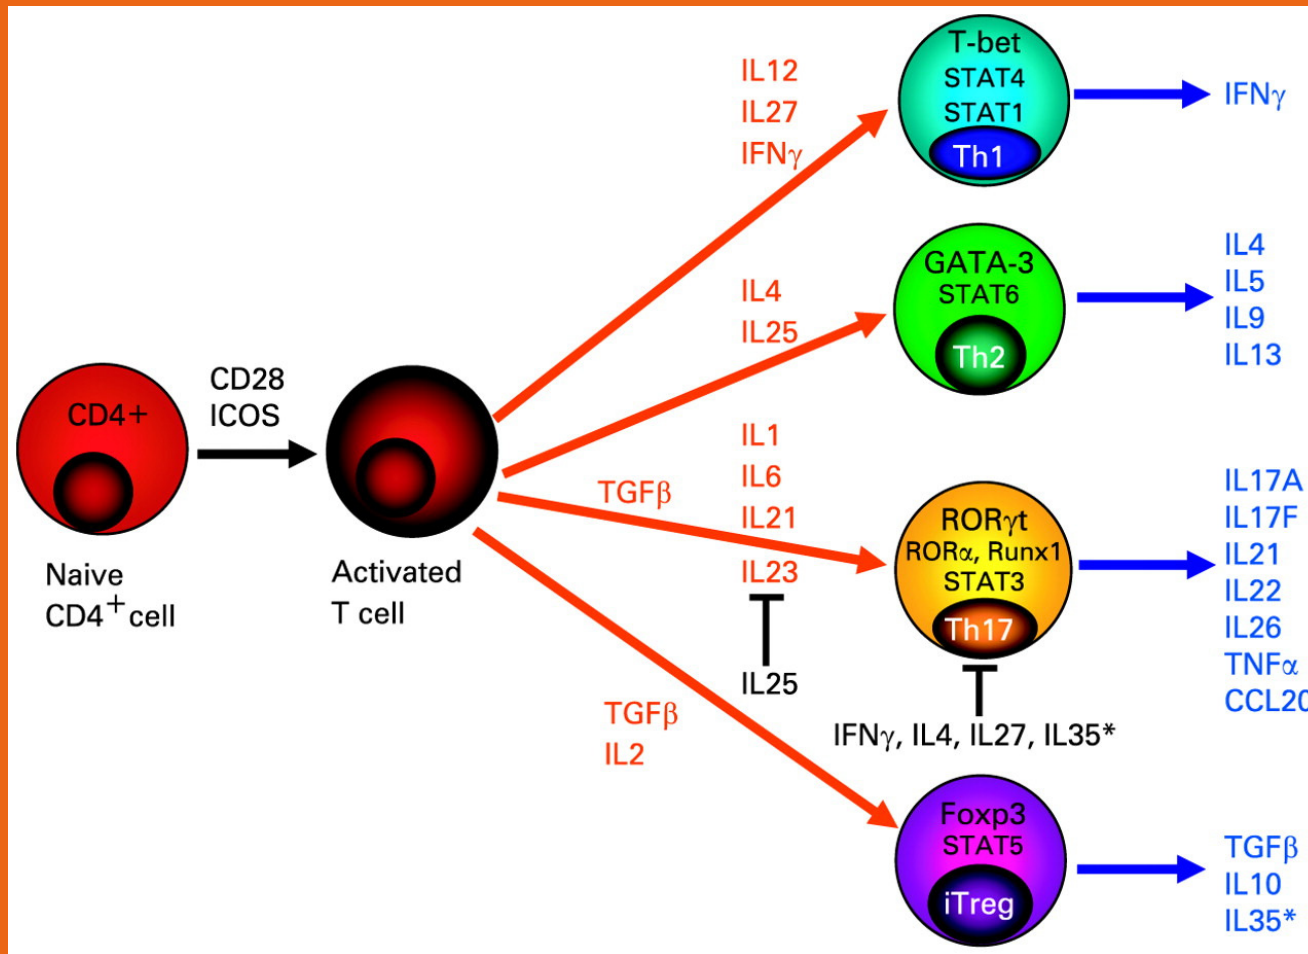 CD4+
Naive
CD4+ cell
CD28
ICOS
Activated
T cell
IL12
IL27
IFNγ
T-bet
STAT4
STAT1
Th1
IFNγ
IL4
IL25
GATA-3
STAT6
Th2
IL4
IL5
IL9
IL13
TGFβ
IL1
IL6
IL21
IL23
IL25
RORγt
RORα, Runx1
STAT3
Th17
IFNγ, IL4, IL27, IL35*
IL17A
IL17F
IL21
IL22
IL26
TNFα
CCL20
TGFβ
IL2
Foxp3
STAT5
iTreg
TGFβ
IL10
IL35*